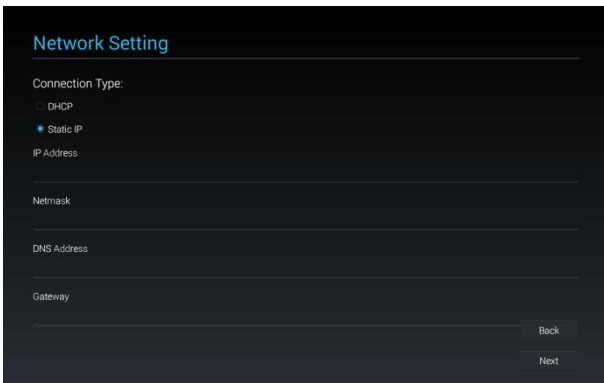 Network Setting
Connection Type:
DHCP
Static IP
IP Address
Netmask
DNS Address
Gateway
Back
Next